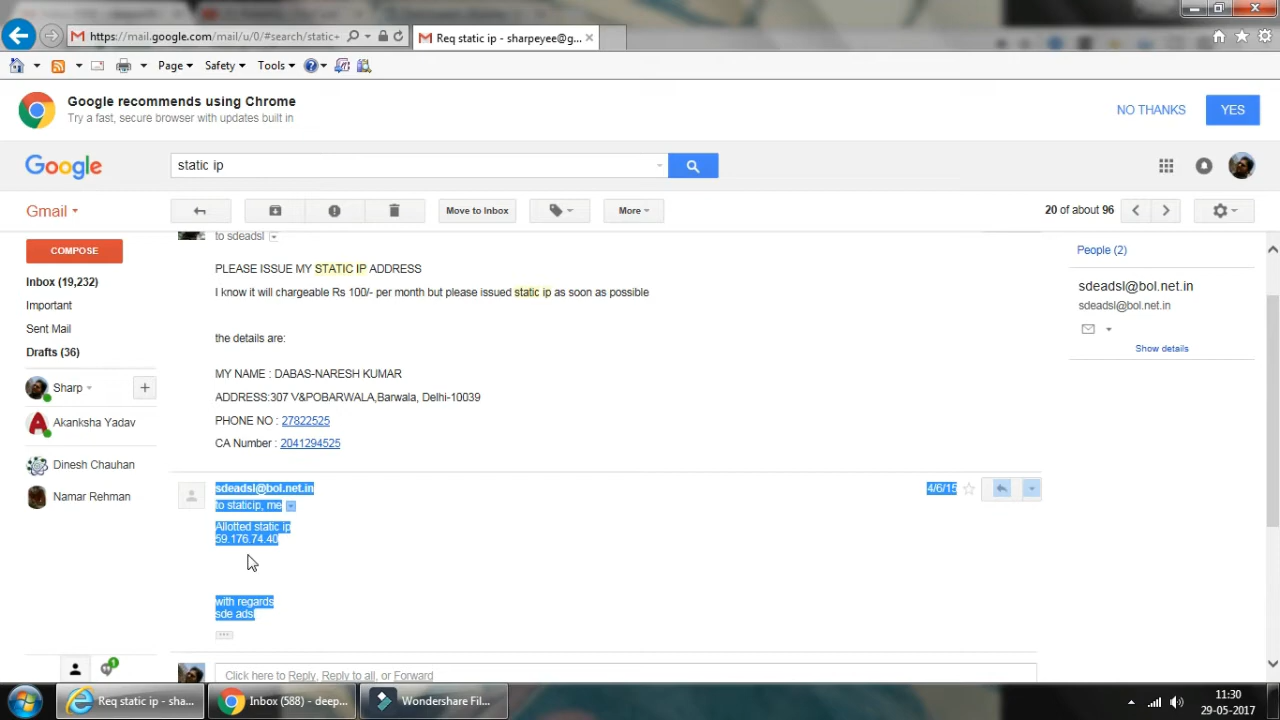 https://mail.google.com/mail/u/0/#search/static+
Req static ip - sharpeyee@g...
Page
Safety
Tools
Google recommends using Chrome
Try a fast, secure browser with updates built in
NO THANKS
YES
Google
static ip
Gmail
Move to Inbox
More
20 of about 96
COMPOSE
Inbox (19,232)
Important
Sent Mail
Drafts (36)
Sharp
Akanksha Yadav
Dinesh Chauhan
Namar Rehman
to sdeadsl
PLEASE ISSUE MY STATIC IP ADDRESS
I know it will chargeable Rs 100/- per month but please issued static ip as soon as possible
the details are:
MY NAME : DABAS-NARESH KUMAR
ADDRESS:307 V&POBARWALA,Barwala, Delhi-10039
PHONE NO : 27822525
CA Number : 2041294525
sdeadsl@bol.net.in
4/6/15
to staticip, me
Allotted static ip
59.176.74.40
with regards
sde adsl
Click here to Reply, Reply to all, or Forward
People (2)
sdeadsl@bol.net.in
sdeadsl@bol.net.in
Show details
1
Req static ip - sha...
Inbox (588) - deep...
Wondershare Fil...
11:30
29-05-2017